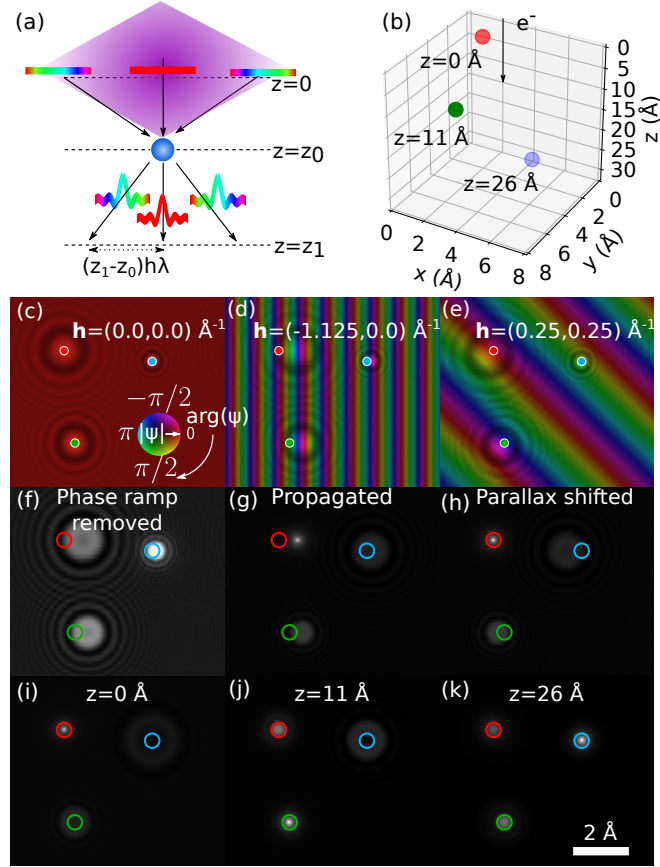 (a)
z=0
z=z0
z=z1
(z1-z0)hλ
(b)
e-
z=0 Å
z=11 Å
z=26 Å
0
5
10
15
20
25
30
z (Å)
0 2 4 6 8
x (Å)
0
2
4
6
8
y (Å)
(c)
h=(0.0,0.0) Å-1
−π/2
π |ψ| 0
arg(ψ)
π/2
(d)
h=(-1.125,0.0) Å-1
(e)
h=(0.25,0.25) Å-1
(f) Phase ramp
removed
(g) Propagated
(h) Parallax shifted
(i) z=0 Å
(j) z=11 Å
(k) z=26 Å
2 Å